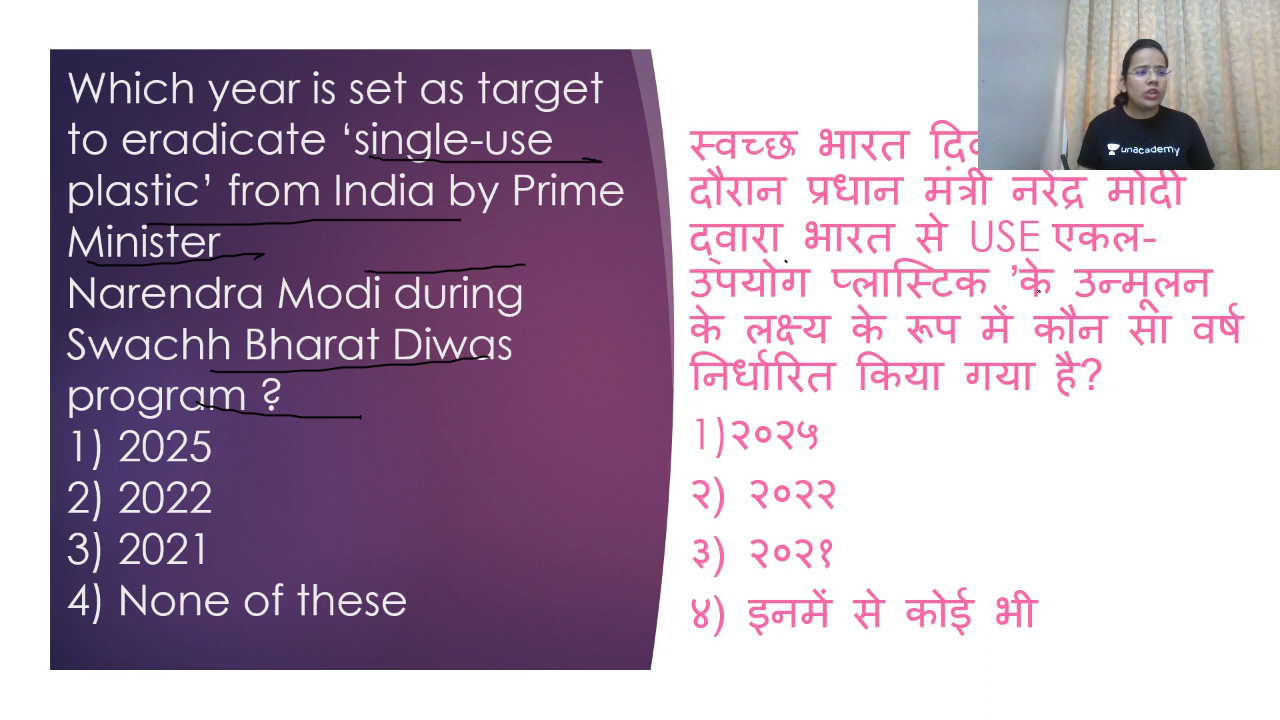 Which year is set as target
to eradicate ‘single-use
plastic’ from India by Prime
Minister
Narendra Modi during
Swachh Bharat Diwas
program ?
1) 2025
2) 2022
3) 2021
4) None of these
स्वच्छ भारत
दौरान प्रधान मंत्री नरेंद्र मोदी
द्वारा भारत से USE एकल-
उपयोग प्लास्टिक ’के उन्मूलन
के लक्ष्य के रूप में कौन सा वर्ष
निर्धारित किया गया है?
1)२०२५
२) २०२२
३) २०२१
४) इनमें से कोई भी
unacademy